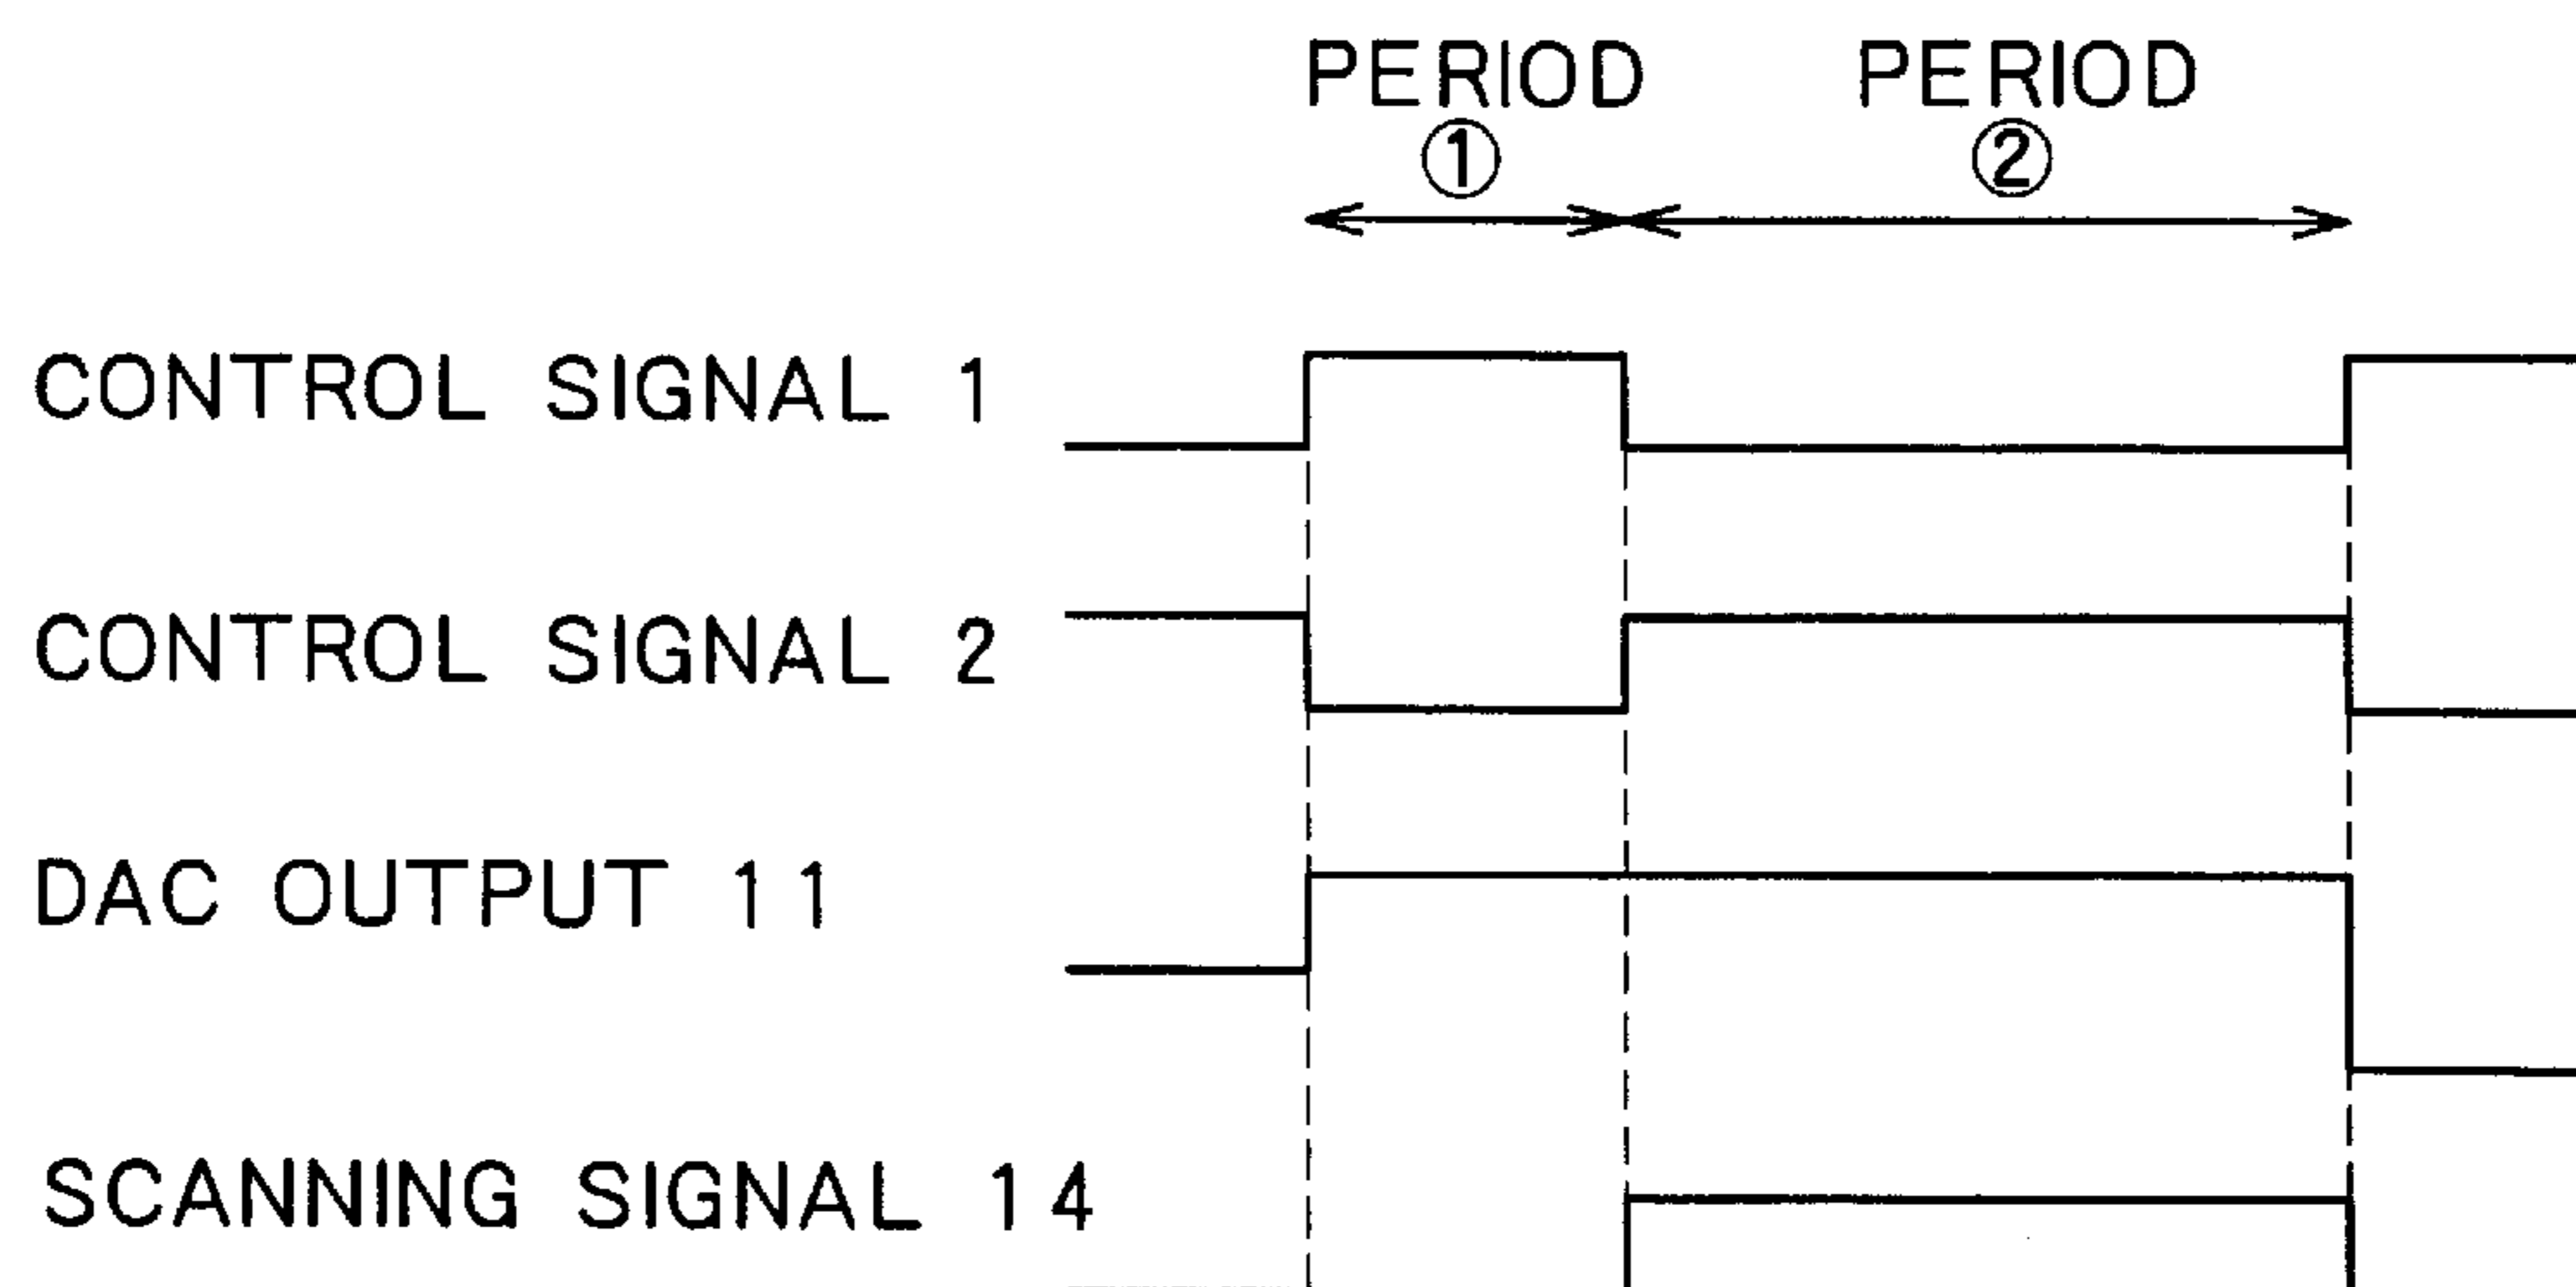 PERIOD PERIOD
① ②
CONTROL SIGNAL 1
CONTROL SIGNAL 2
DAC OUTPUT 11
SCANNING SIGNAL 14